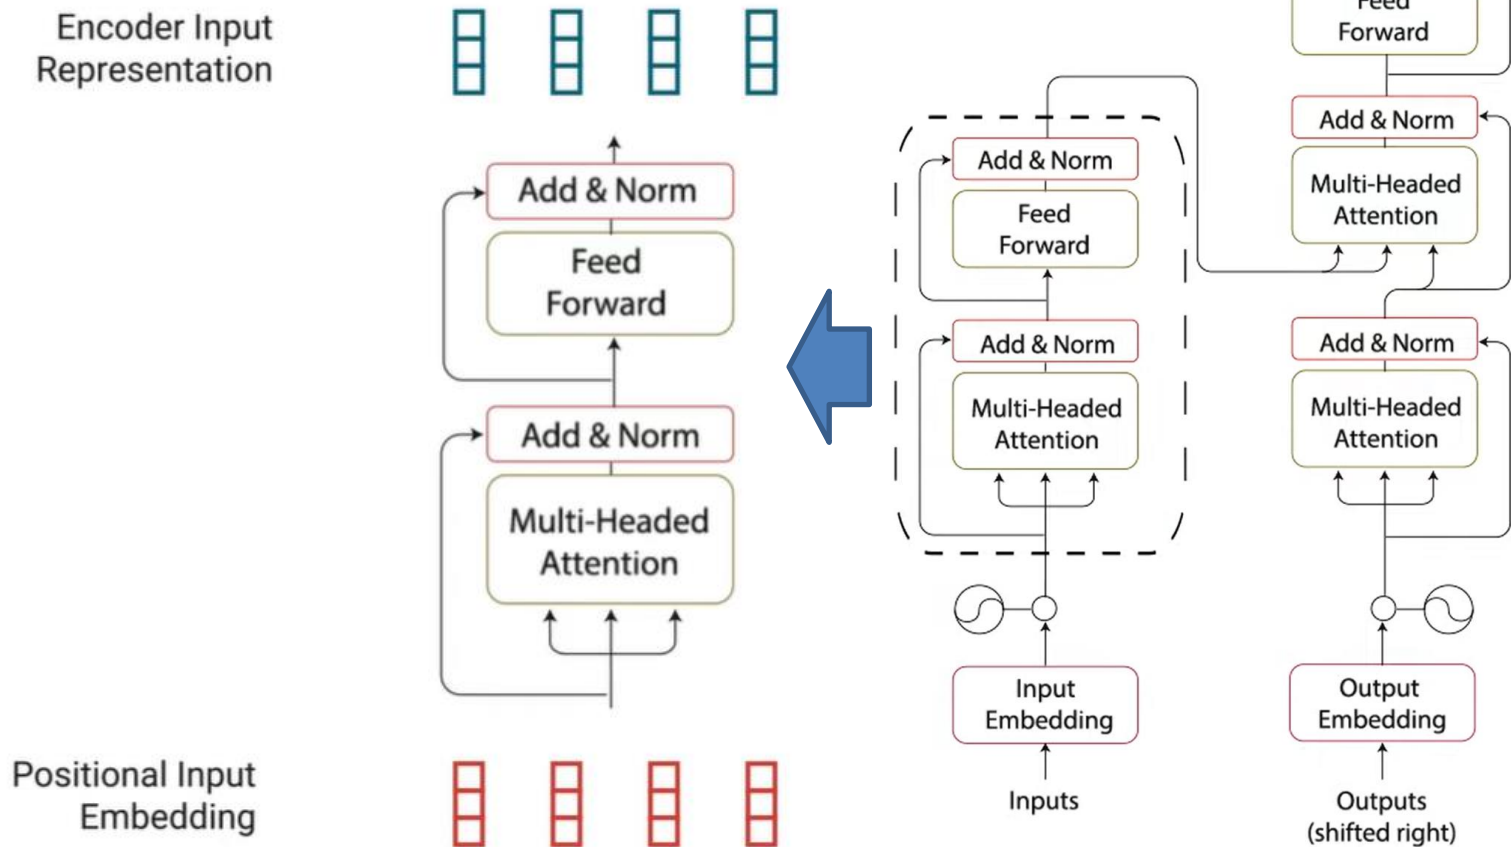 Encoder Input
Representation
Add & Norm
Feed
Forward
Add & Norm
Multi-Headed
Attention
Positional Input
Embedding
Add & Norm
Feed
Forward
Add & Norm
Multi-Headed
Attention
Input
Embedding
Inputs
Feed
Forward
Add & Norm
Multi-Headed
Attention
Add & Norm
Multi-Headed
Attention
Output
Embedding
Outputs
(shifted right)